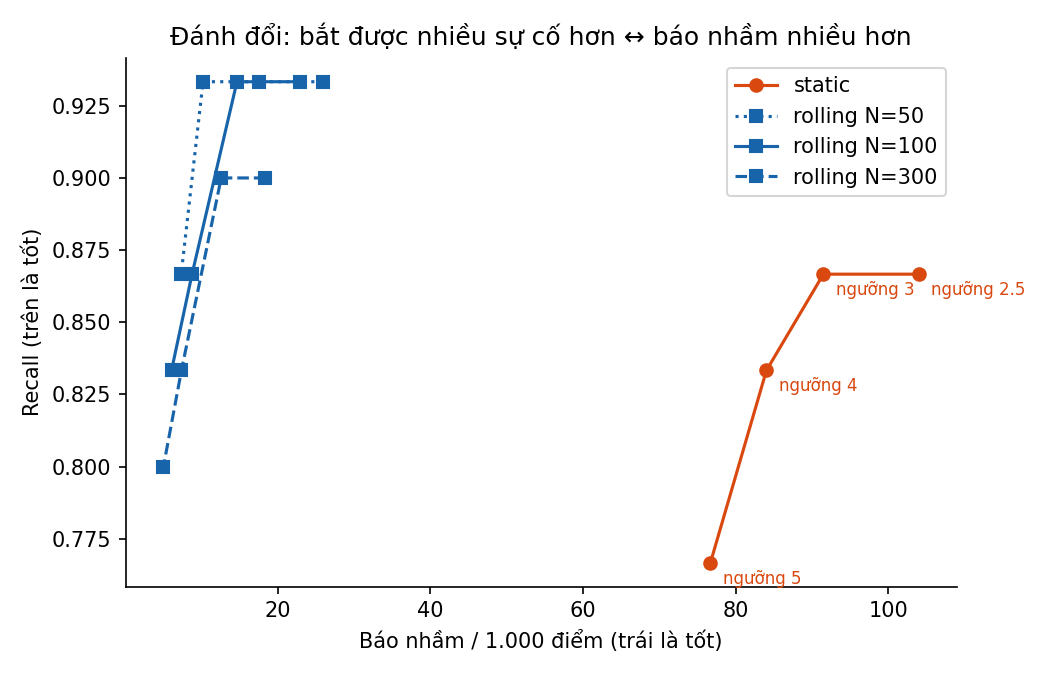 Đánh đổi: bắt được nhiều sự cố hơn ↔ báo nhầm nhiều hơn
static
rolling N=50
rolling N=100
rolling N=300
Recall (trên là tốt)
0.925
0.900
0.875
0.850
0.825
0.800
0.775
ngưỡng 3
ngưỡng 2.5
ngưỡng 4
ngưỡng 5
20
40
60
80
100
Báo nhầm / 1.000 điểm (trái là tốt)